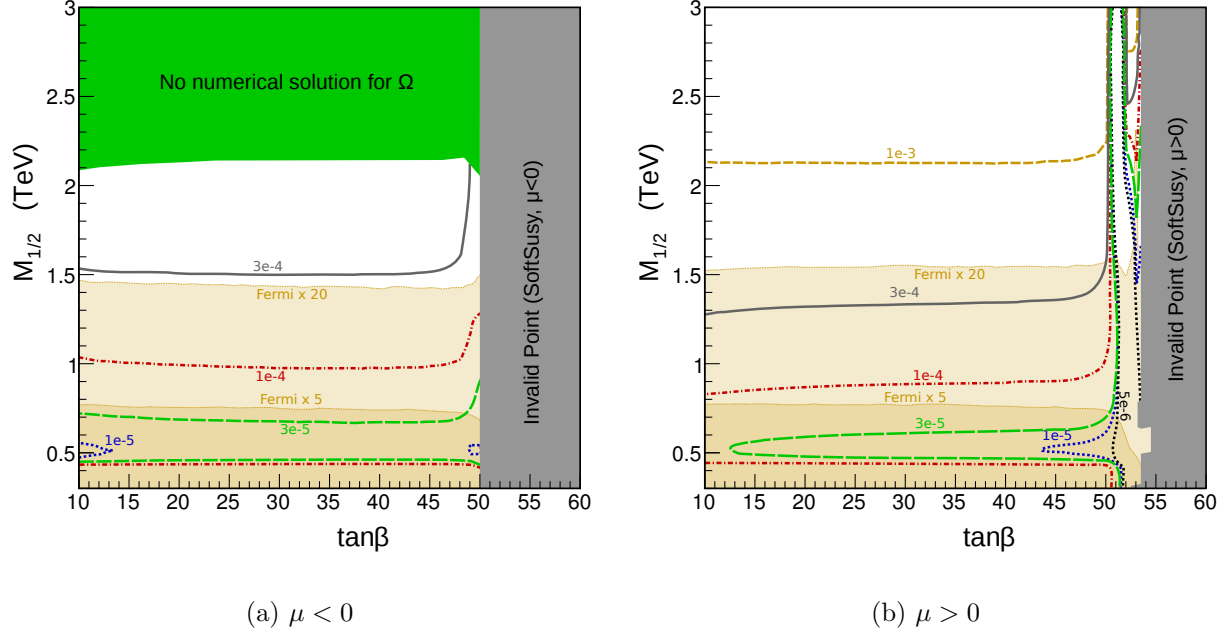 3
2.5
2
1.5
1
0.5
M1/2 (TeV)
No numerical solution for Ω
3e-4
Fermi x 20
1e-4
Fermi x 5
3e-5
1e-5
Invalid Point (SoftSusy, μ<0)
10 15 20 25 30 35 40 45 50 55 60
tanβ
(a) μ < 0
3
2.5
2
1.5
1
0.5
M1/2 (TeV)
1e-3
Fermi x 20
3e-4
1e-4
Fermi x 5
3e-5
1e-5
5e-6
Invalid Point (SoftSusy, μ>0)
10 15 20 25 30 35 40 45 50 55 60
tanβ
(b) μ > 0